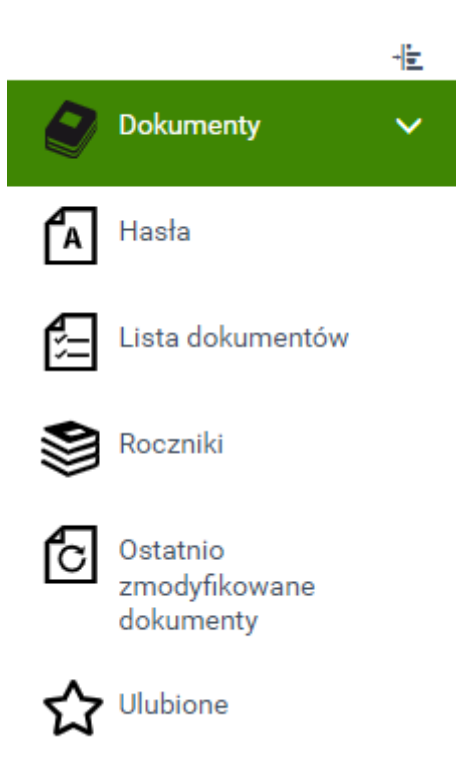 Dokumenty
A Hasła
Lista dokumentów
Roczniki
Ostatnio
zmodyfikowane
dokumenty
Ulubione